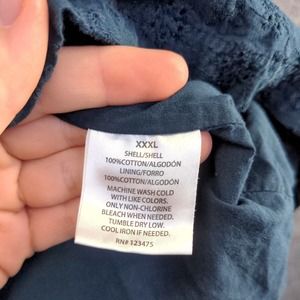 XXXL
SHELL/SHELL
100%COTTON/ALGODÓN
LINING/FORRO
100%COTTON/ALGODÓN
MACHINE WASH COLD
WITH LIKE COLORS.
ONLY NON-CHLORINE
BLEACH WHEN NEEDED.
TUMBLE DRY LOW.
COOL IRON IF NEEDED.
RN# 123475